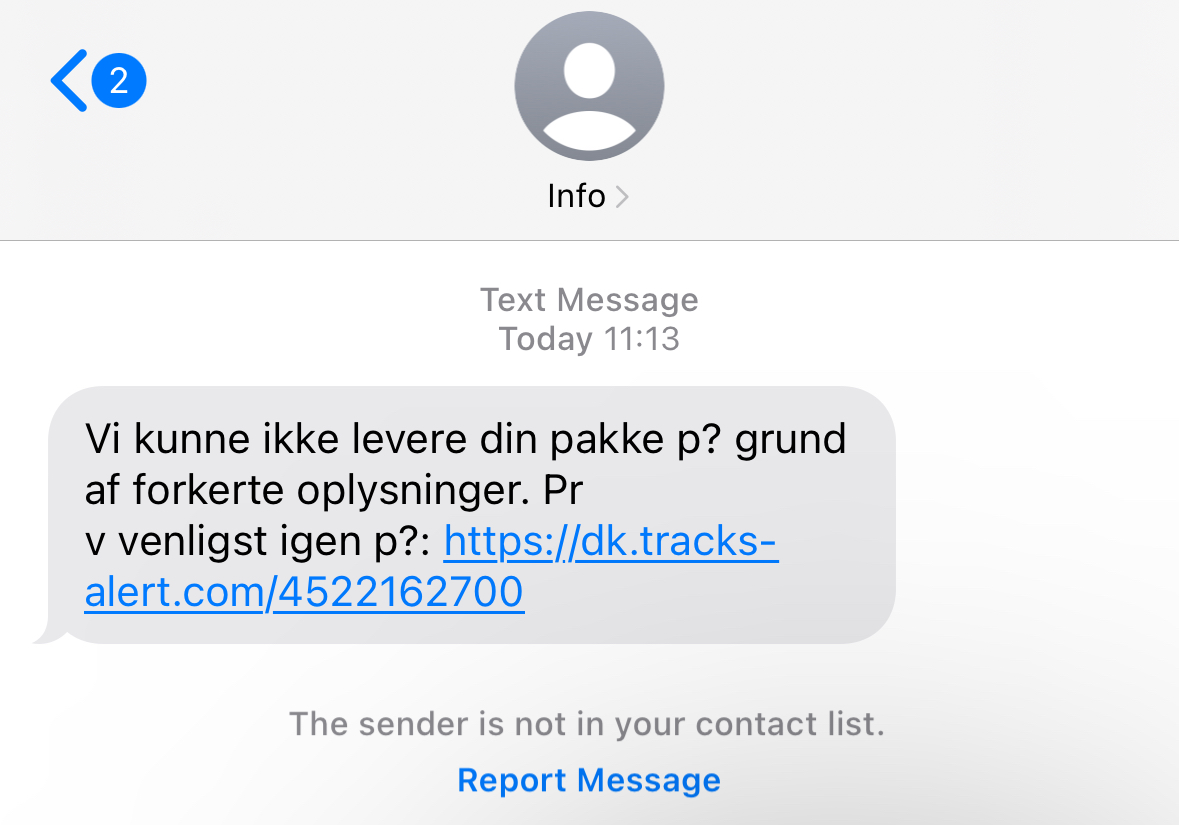 2
Info
Text Message
Today 11:13
Vi kunne ikke levere din pakke p? grund
af forkerte oplysninger. Pr
v venligst igen p?: https://dk.tracks-
alert.com/4522162700
The sender is not in your contact list.
Report Message